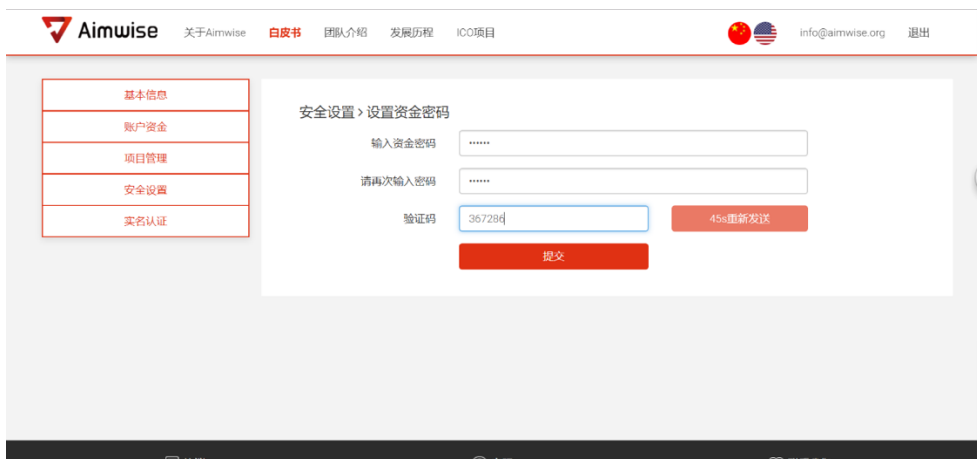 Aimwise 关于Aimwise 白皮书 团队介绍 发展历程 ICO项目 info@aimwise.org 退出
基本信息
账户资金
项目管理
安全设置
实名认证
安全设置 > 设置资金密码
输入资金密码 ······
请再次输入密码 ······
验证码 367286 45s重新发送
提交